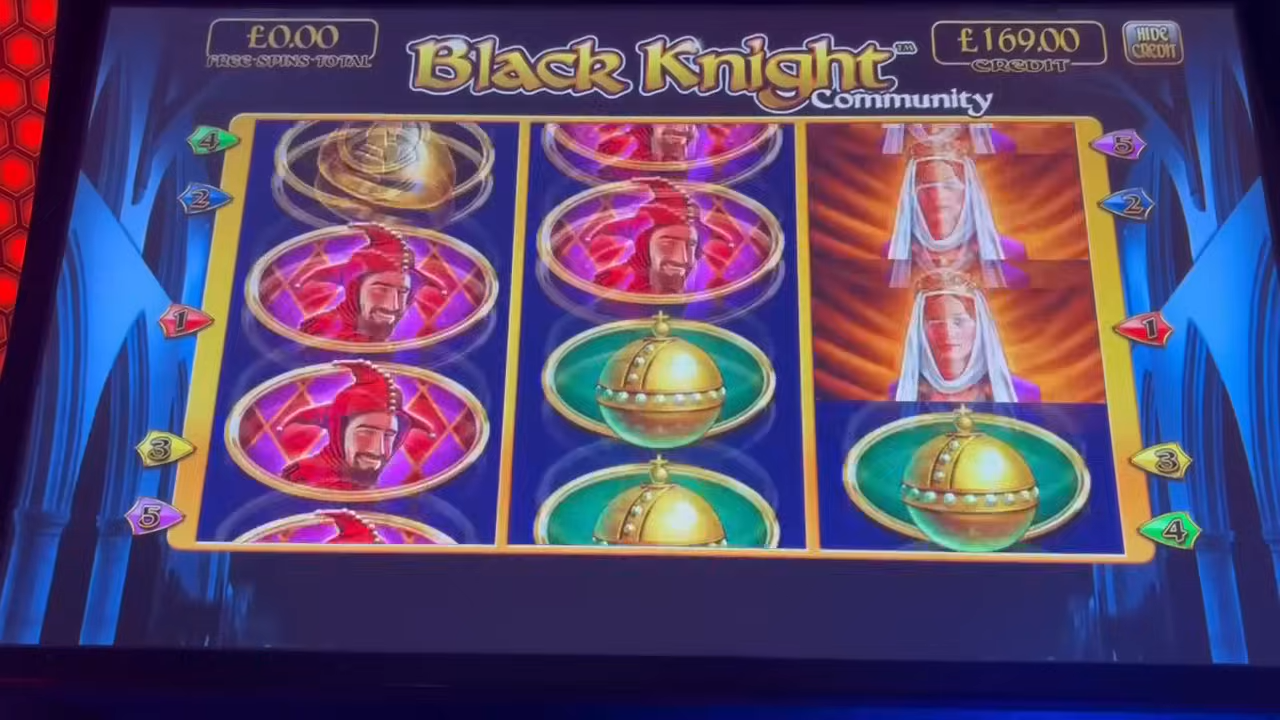 £0.00
FREE SPINS TOTAL
Black Knight™
Community
£169.00
CREDIT
HIDE
CREDIT
4
5
2
2
1
1
3
3
5
4